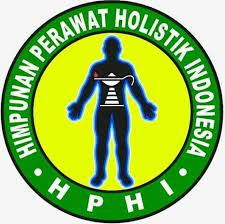 HIMPUNAN PERAWAT HOLISTIK INDONESIA
• HPHI •